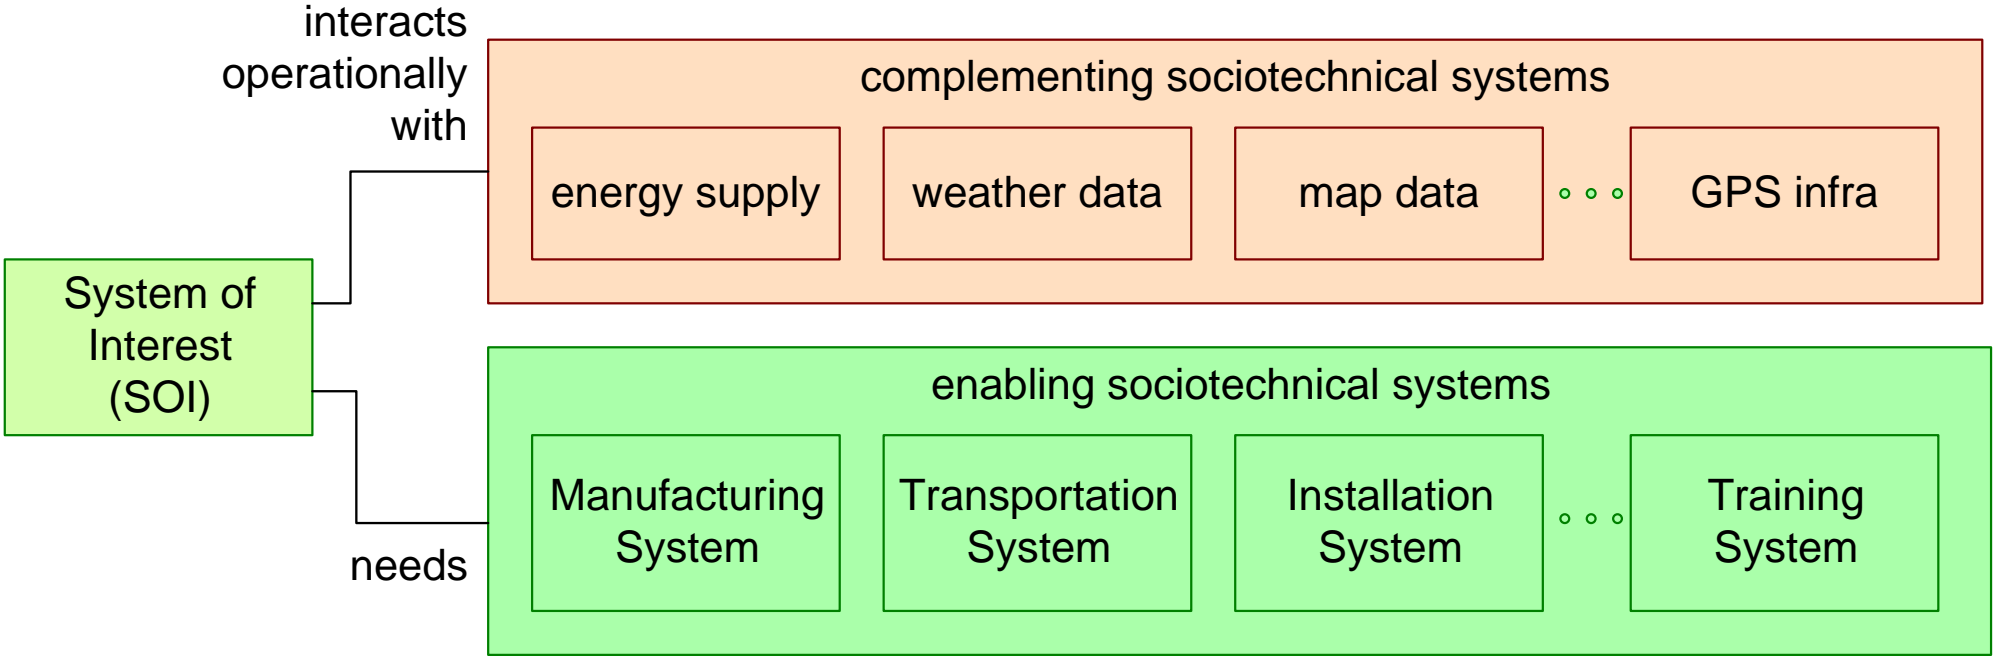 interacts
operationally
with
complementing sociotechnical systems
energy supply
weather data
map data
GPS infra
System of
Interest
(SOI)
enabling sociotechnical systems
Manufacturing
System
Transportation
System
Installation
System
Training
System
needs